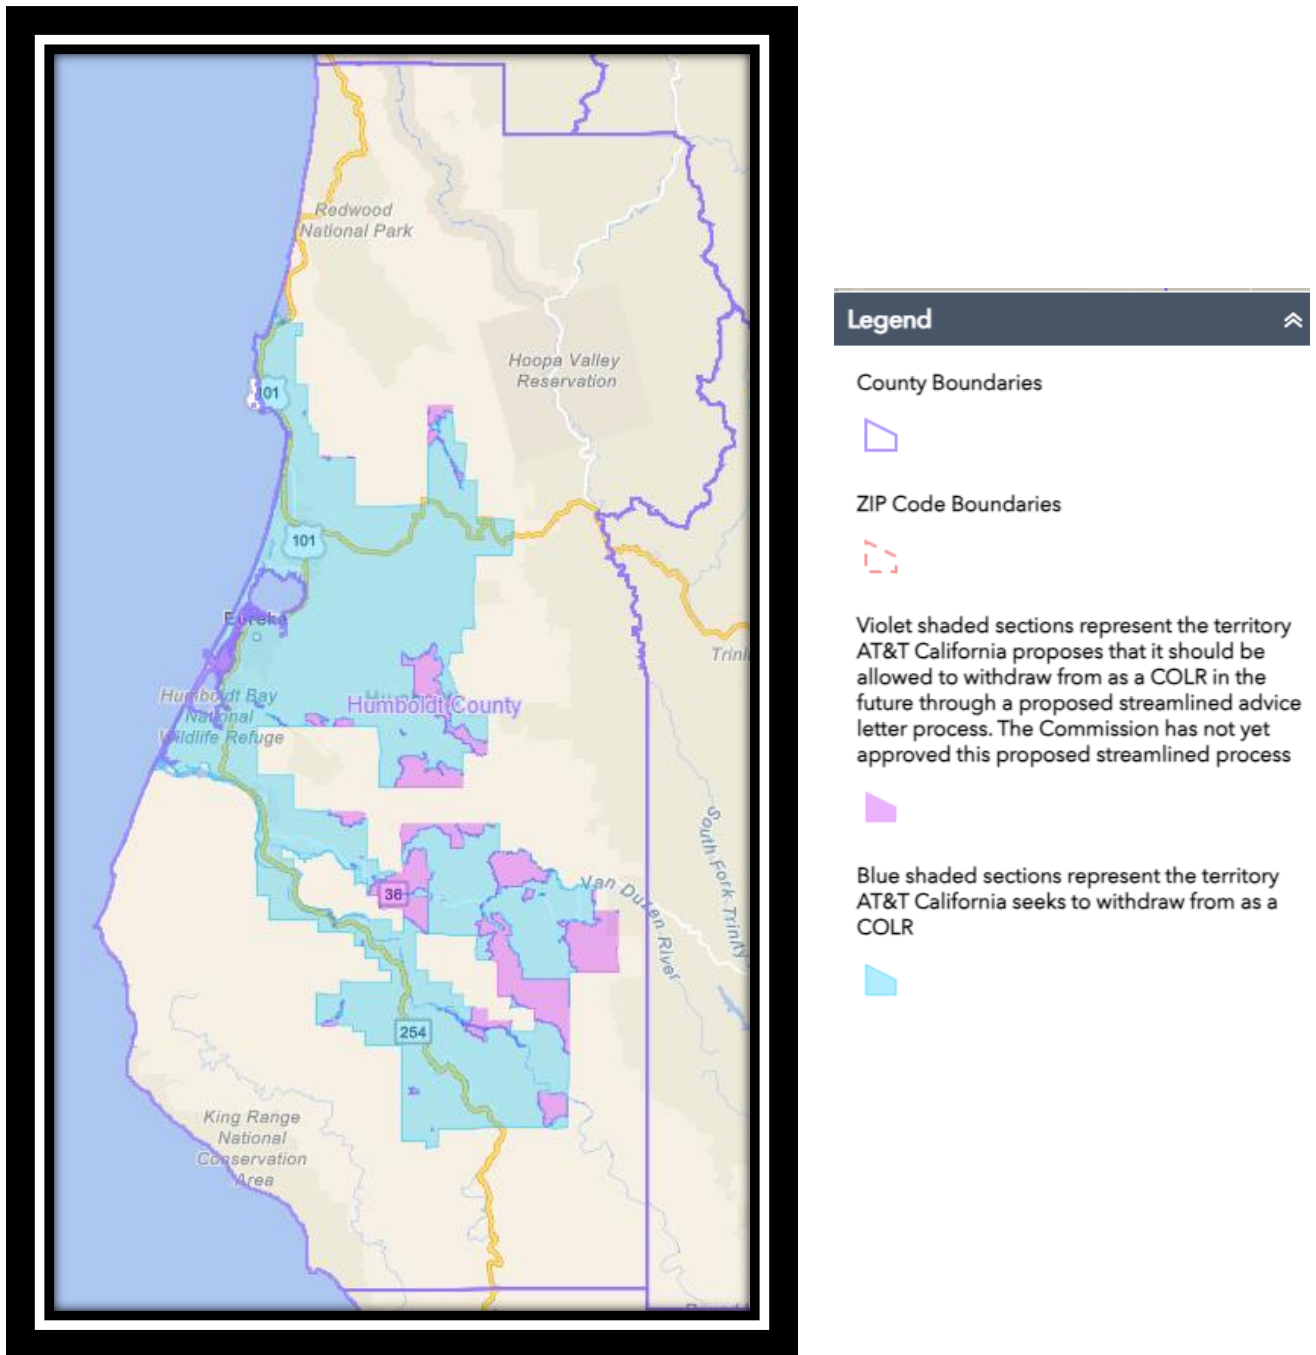 Redwood
National Park
Hoopa Valley
Reservation
101
101
Eureka
Humboldt Bay
National
Wildlife Refuge
Humboldt County
Trini
South Fork Trinity
Van Duzen River
36
254
King Range
National
Conservation
Area
Legend
County Boundaries
ZIP Code Boundaries
Violet shaded sections represent the territory
AT&T California proposes that it should be
allowed to withdraw from as a COLR in the
future through a proposed streamlined advice
letter process. The Commission has not yet
approved this proposed streamlined process
Blue shaded sections represent the territory
AT&T California seeks to withdraw from as a
COLR